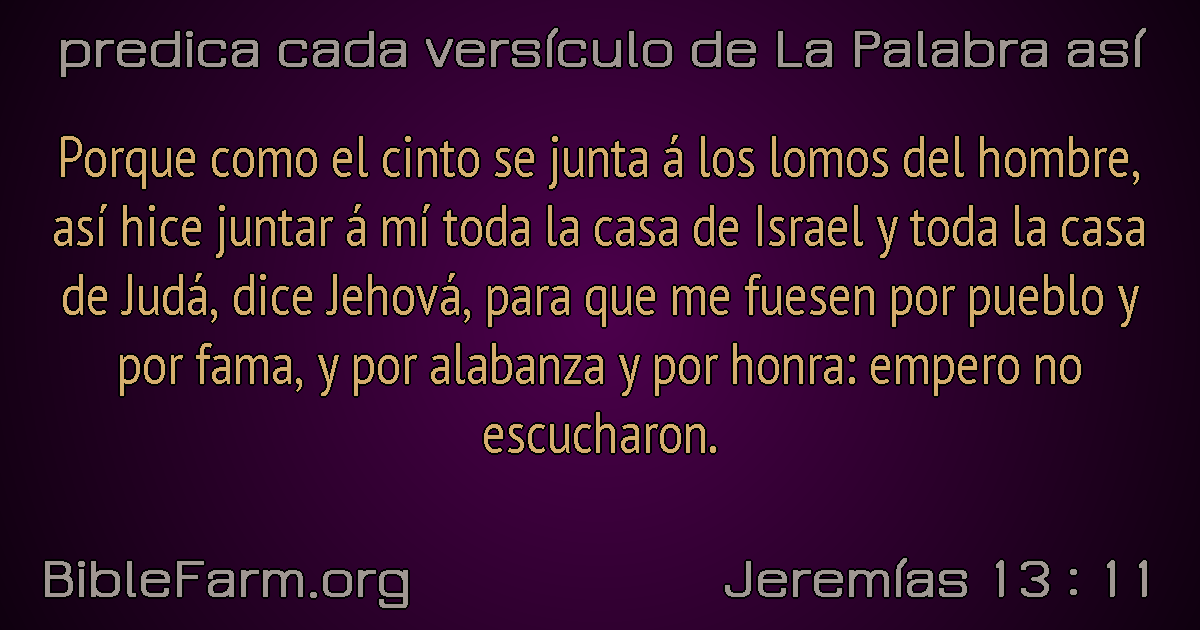 predica cada versículo de La Palabra así
Porque como el cinto se junta á los lomos del hombre,
así hice juntar á mí toda la casa de Israel y toda la casa
de Judá, dice Jehová, para que me fuesen por pueblo y
por fama, y por alabanza y por honra: empero no
escucharon.
BibleFarm.org
Jeremías 13 : 11